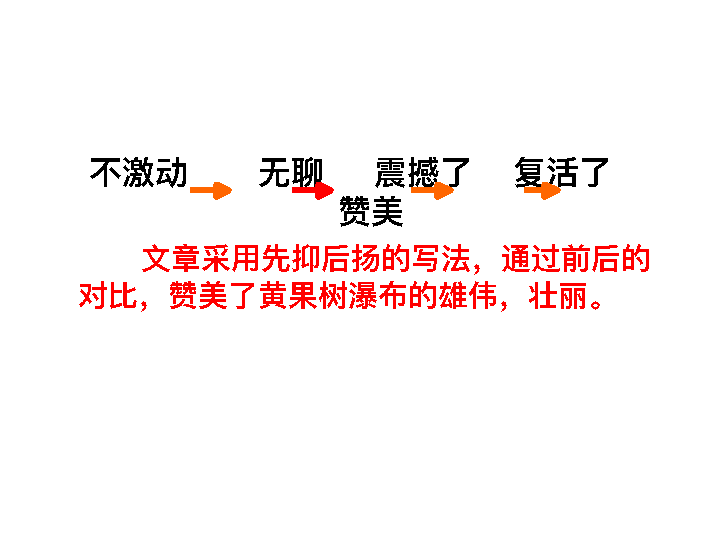 不激动 无聊 震撼了 复活了
赞美
文章采用先抑后扬的写法，通过前后的
对比，赞美了黄果树瀑布的雄伟，壮丽。